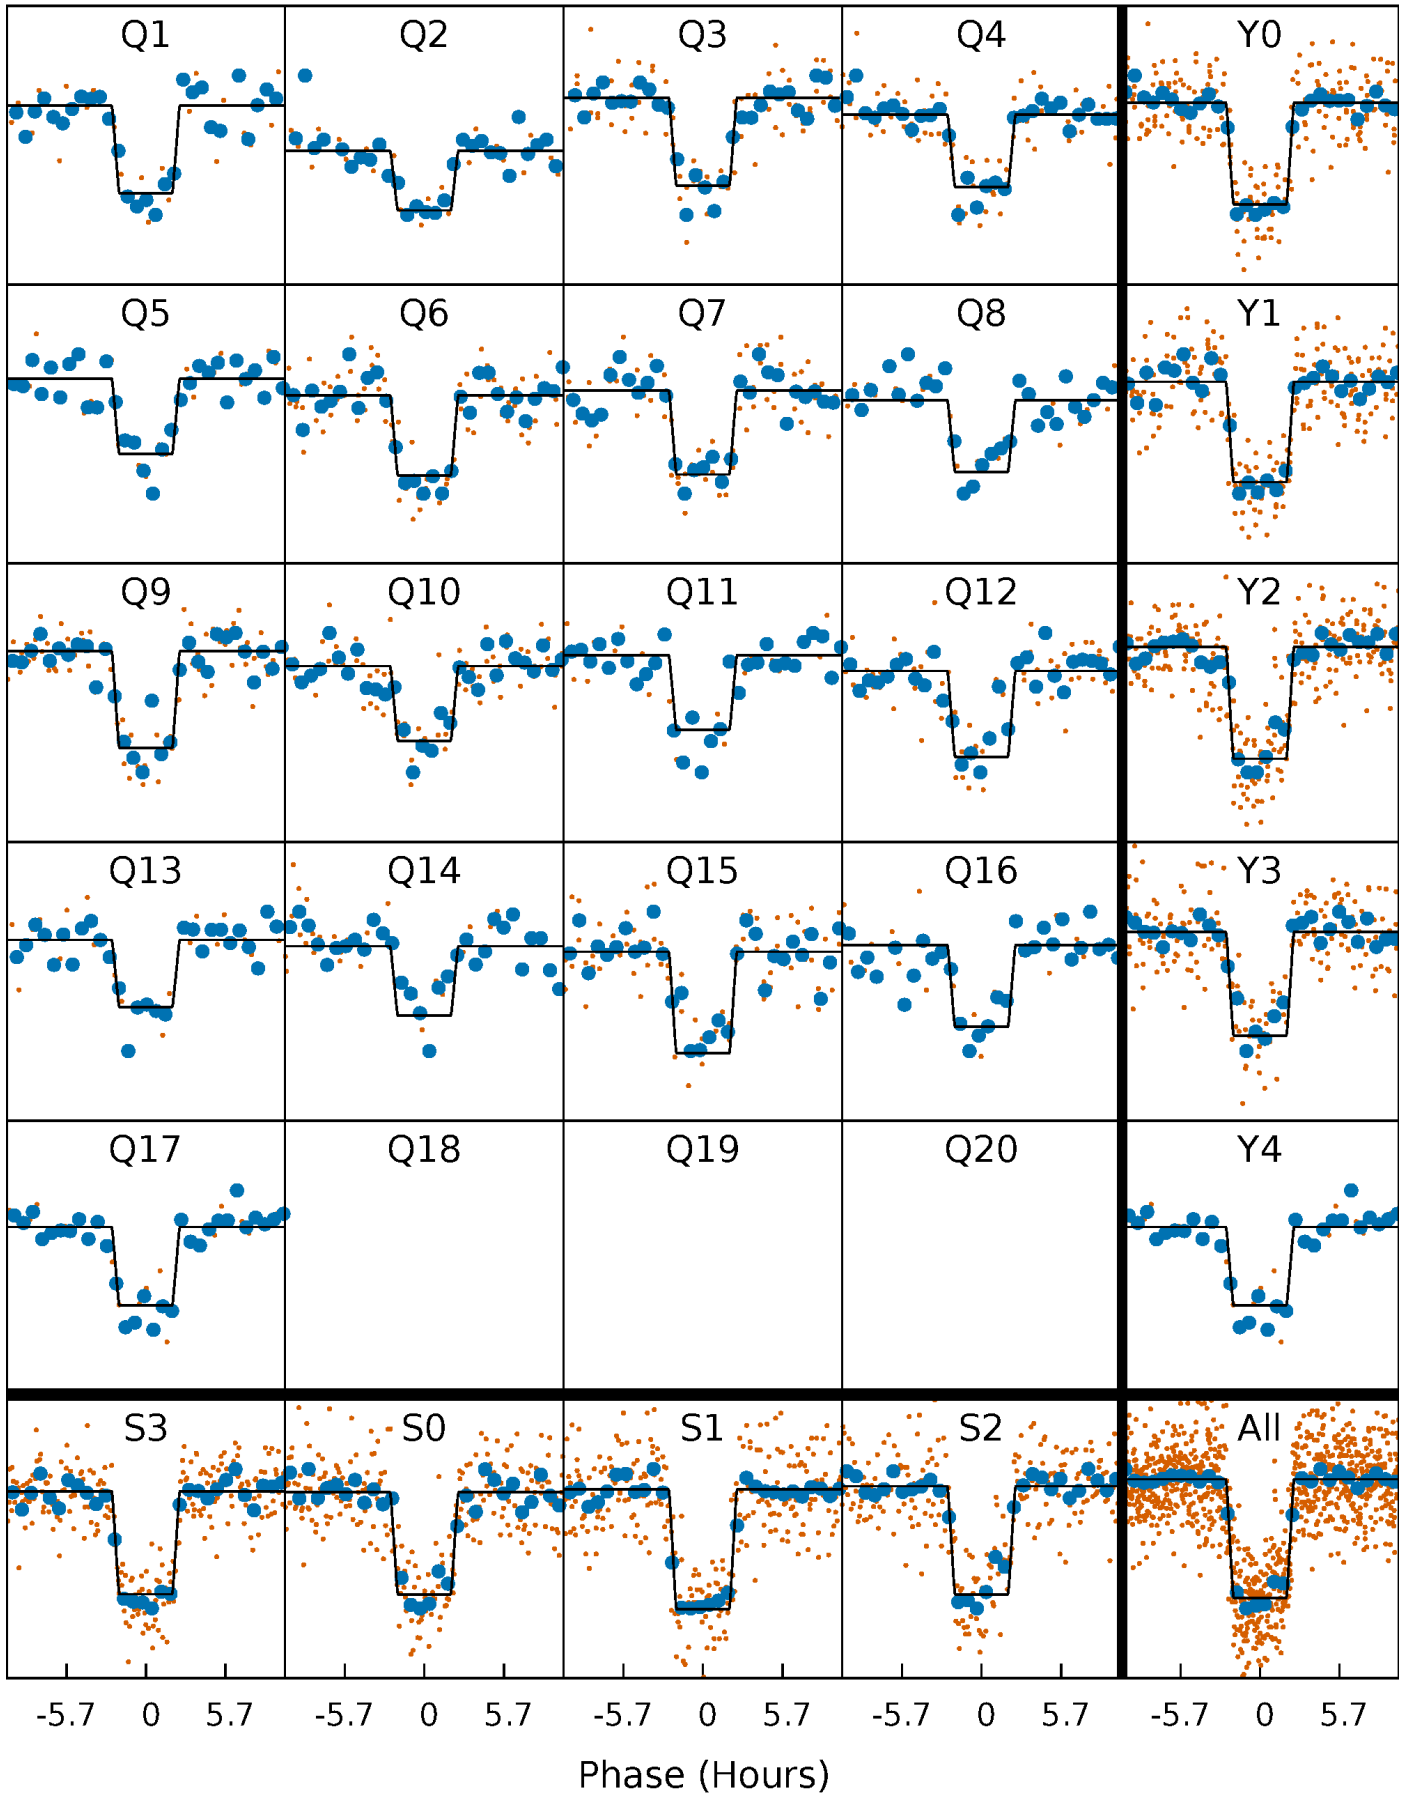 Q1 Q2 Q3 Q4 Y0
Q5 Q6 Q7 Q8 Y1
Q9 Q10 Q11 Q12 Y2
Q13 Q14 Q15 Q16 Y3
Q17 Q18 Q19 Q20 Y4
S3 S0 S1 S2 All
-5.7 0 5.7 -5.7 0 5.7 -5.7 0 5.7 -5.7 0 5.7 -5.7 0 5.7
Phase (Hours)